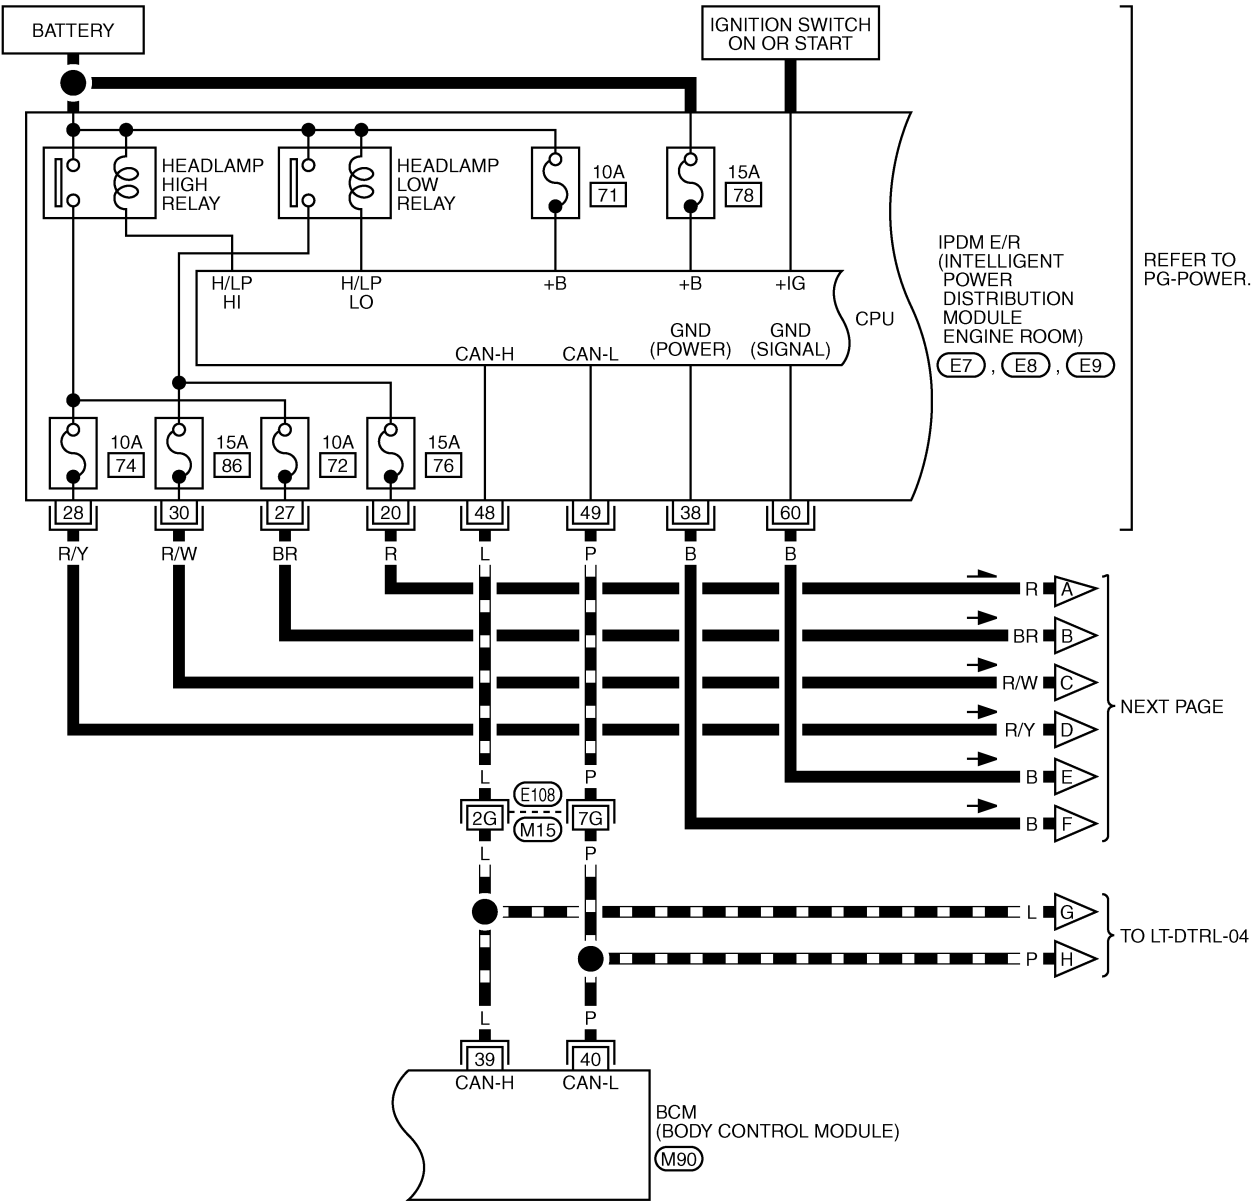 BATTERY
IGNITION SWITCH
ON OR START
HEADLAMP
HIGH
RELAY
HEADLAMP
LOW
RELAY
10A
71
15A
78
IPDM E/R
(INTELLIGENT
POWER
DISTRIBUTION
MODULE
ENGINE ROOM)
E7 , E8 , E9
REFER TO
PG-POWER.
H/LP
HI
H/LP
LO
+B
+B
+IG
CPU
CAN-H
CAN-L
GND
(POWER)
GND
(SIGNAL)
10A
74
15A
86
10A
72
15A
76
28 30 27 20 48 49 38 60
R/Y R/W BR R L P B B
R A
BR B
R/W C
R/Y D
B E
B F
NEXT PAGE
L P
2G E108 7G
M15
L P
L G
P H
TO LT-DTRL-04
L P
39 40
CAN-H CAN-L
BCM
(BODY CONTROL MODULE)
M90